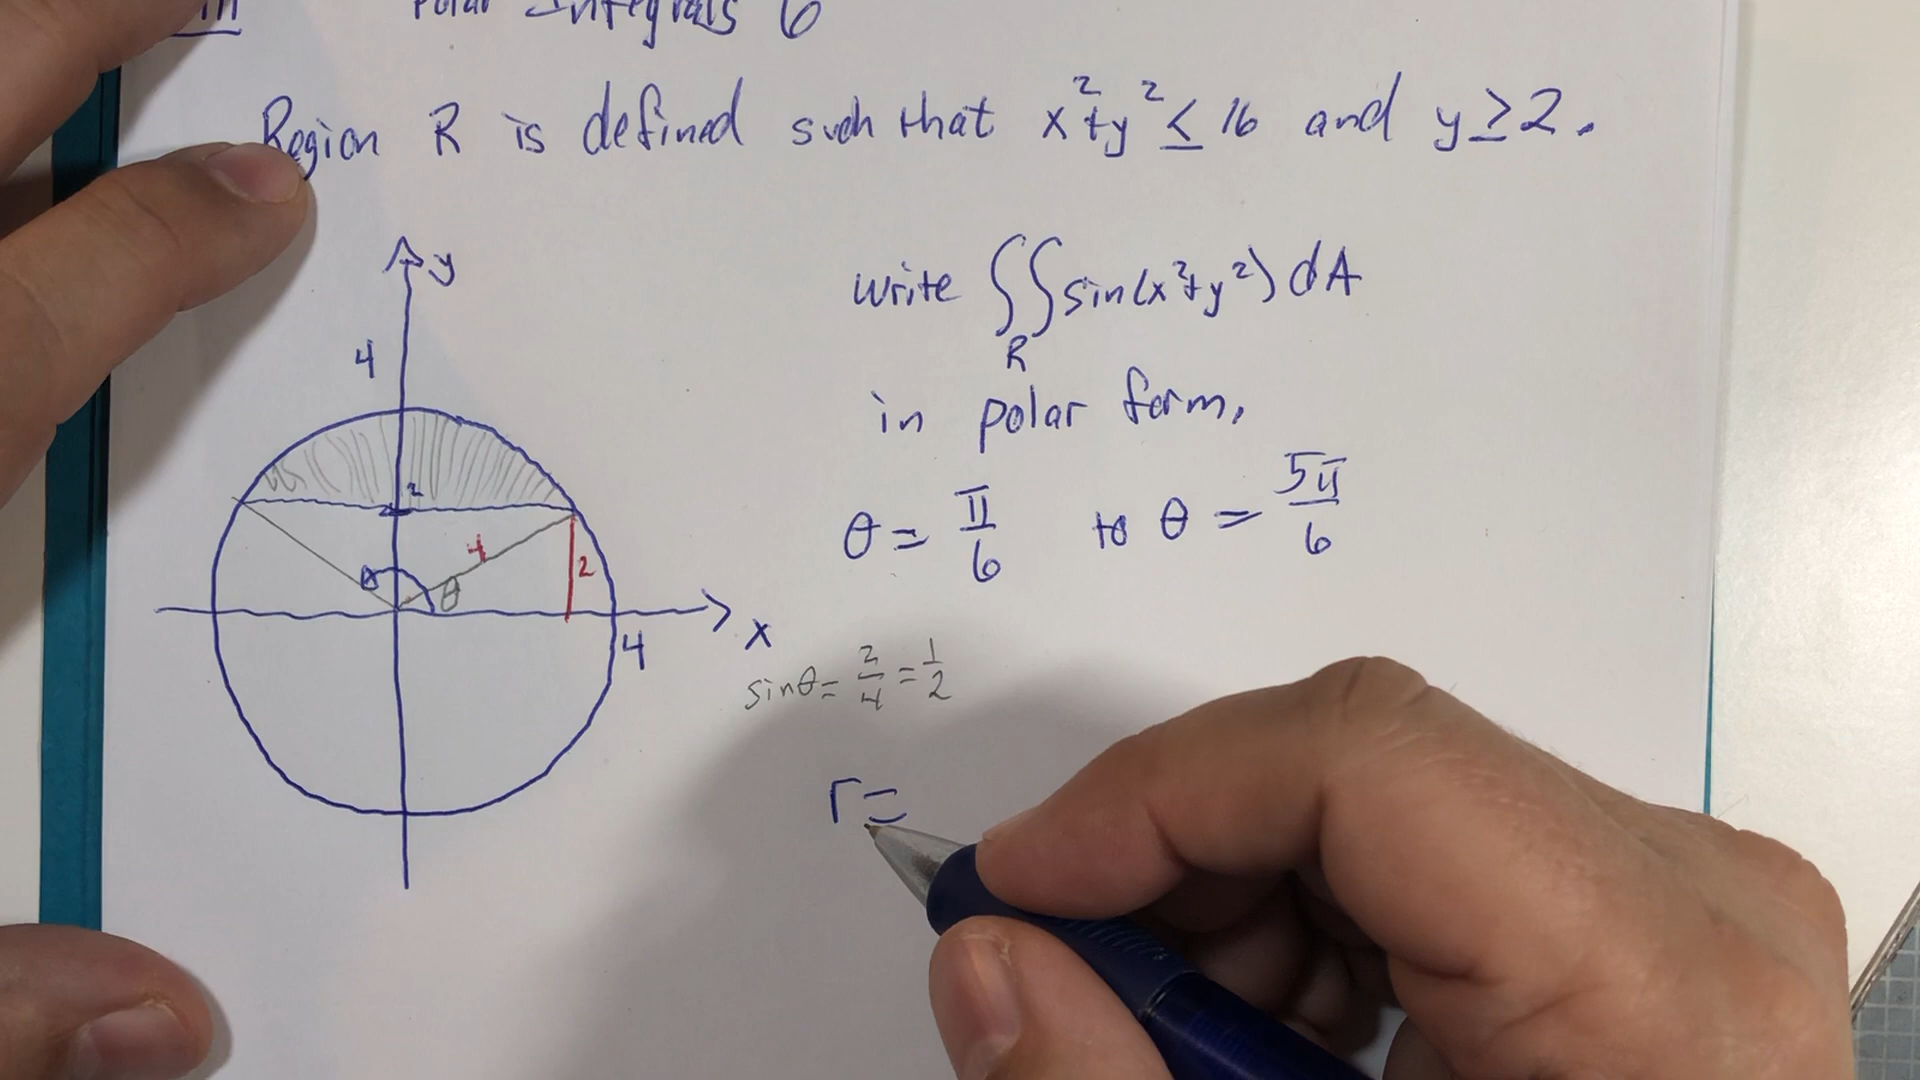 Polar Integrals 6
Region R is defined such that x²+y² ≤ 16 and y ≥ 2.
y
4
2
4
2
θ
x
4
Write ∫∫ sin(x²+y²) dA
R
in polar form.
θ = π/6 to θ = 5π/6
sinθ = 2/4 = 1/2
r =